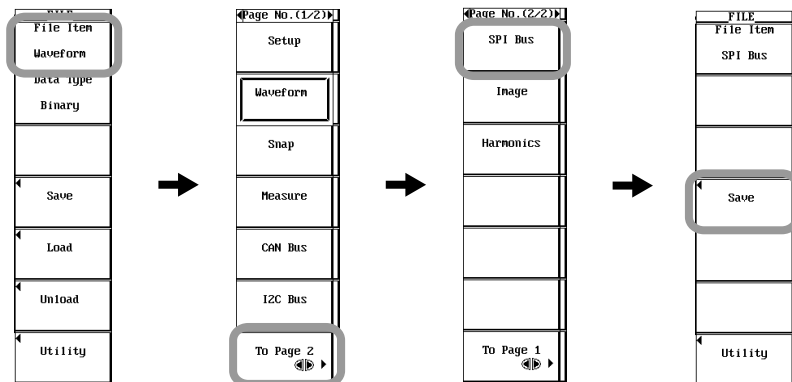 FILE
File Item
Waveform
Data Type
Binary
Save
Load
Unload
Utility
Page No.(1/2)
Setup
Waveform
Snap
Measure
CAN Bus
I2C Bus
To Page 2
Page No.(2/2)
SPI Bus
Image
Harmonics
To Page 1
FILE
File Item
SPI Bus
Save
Utility